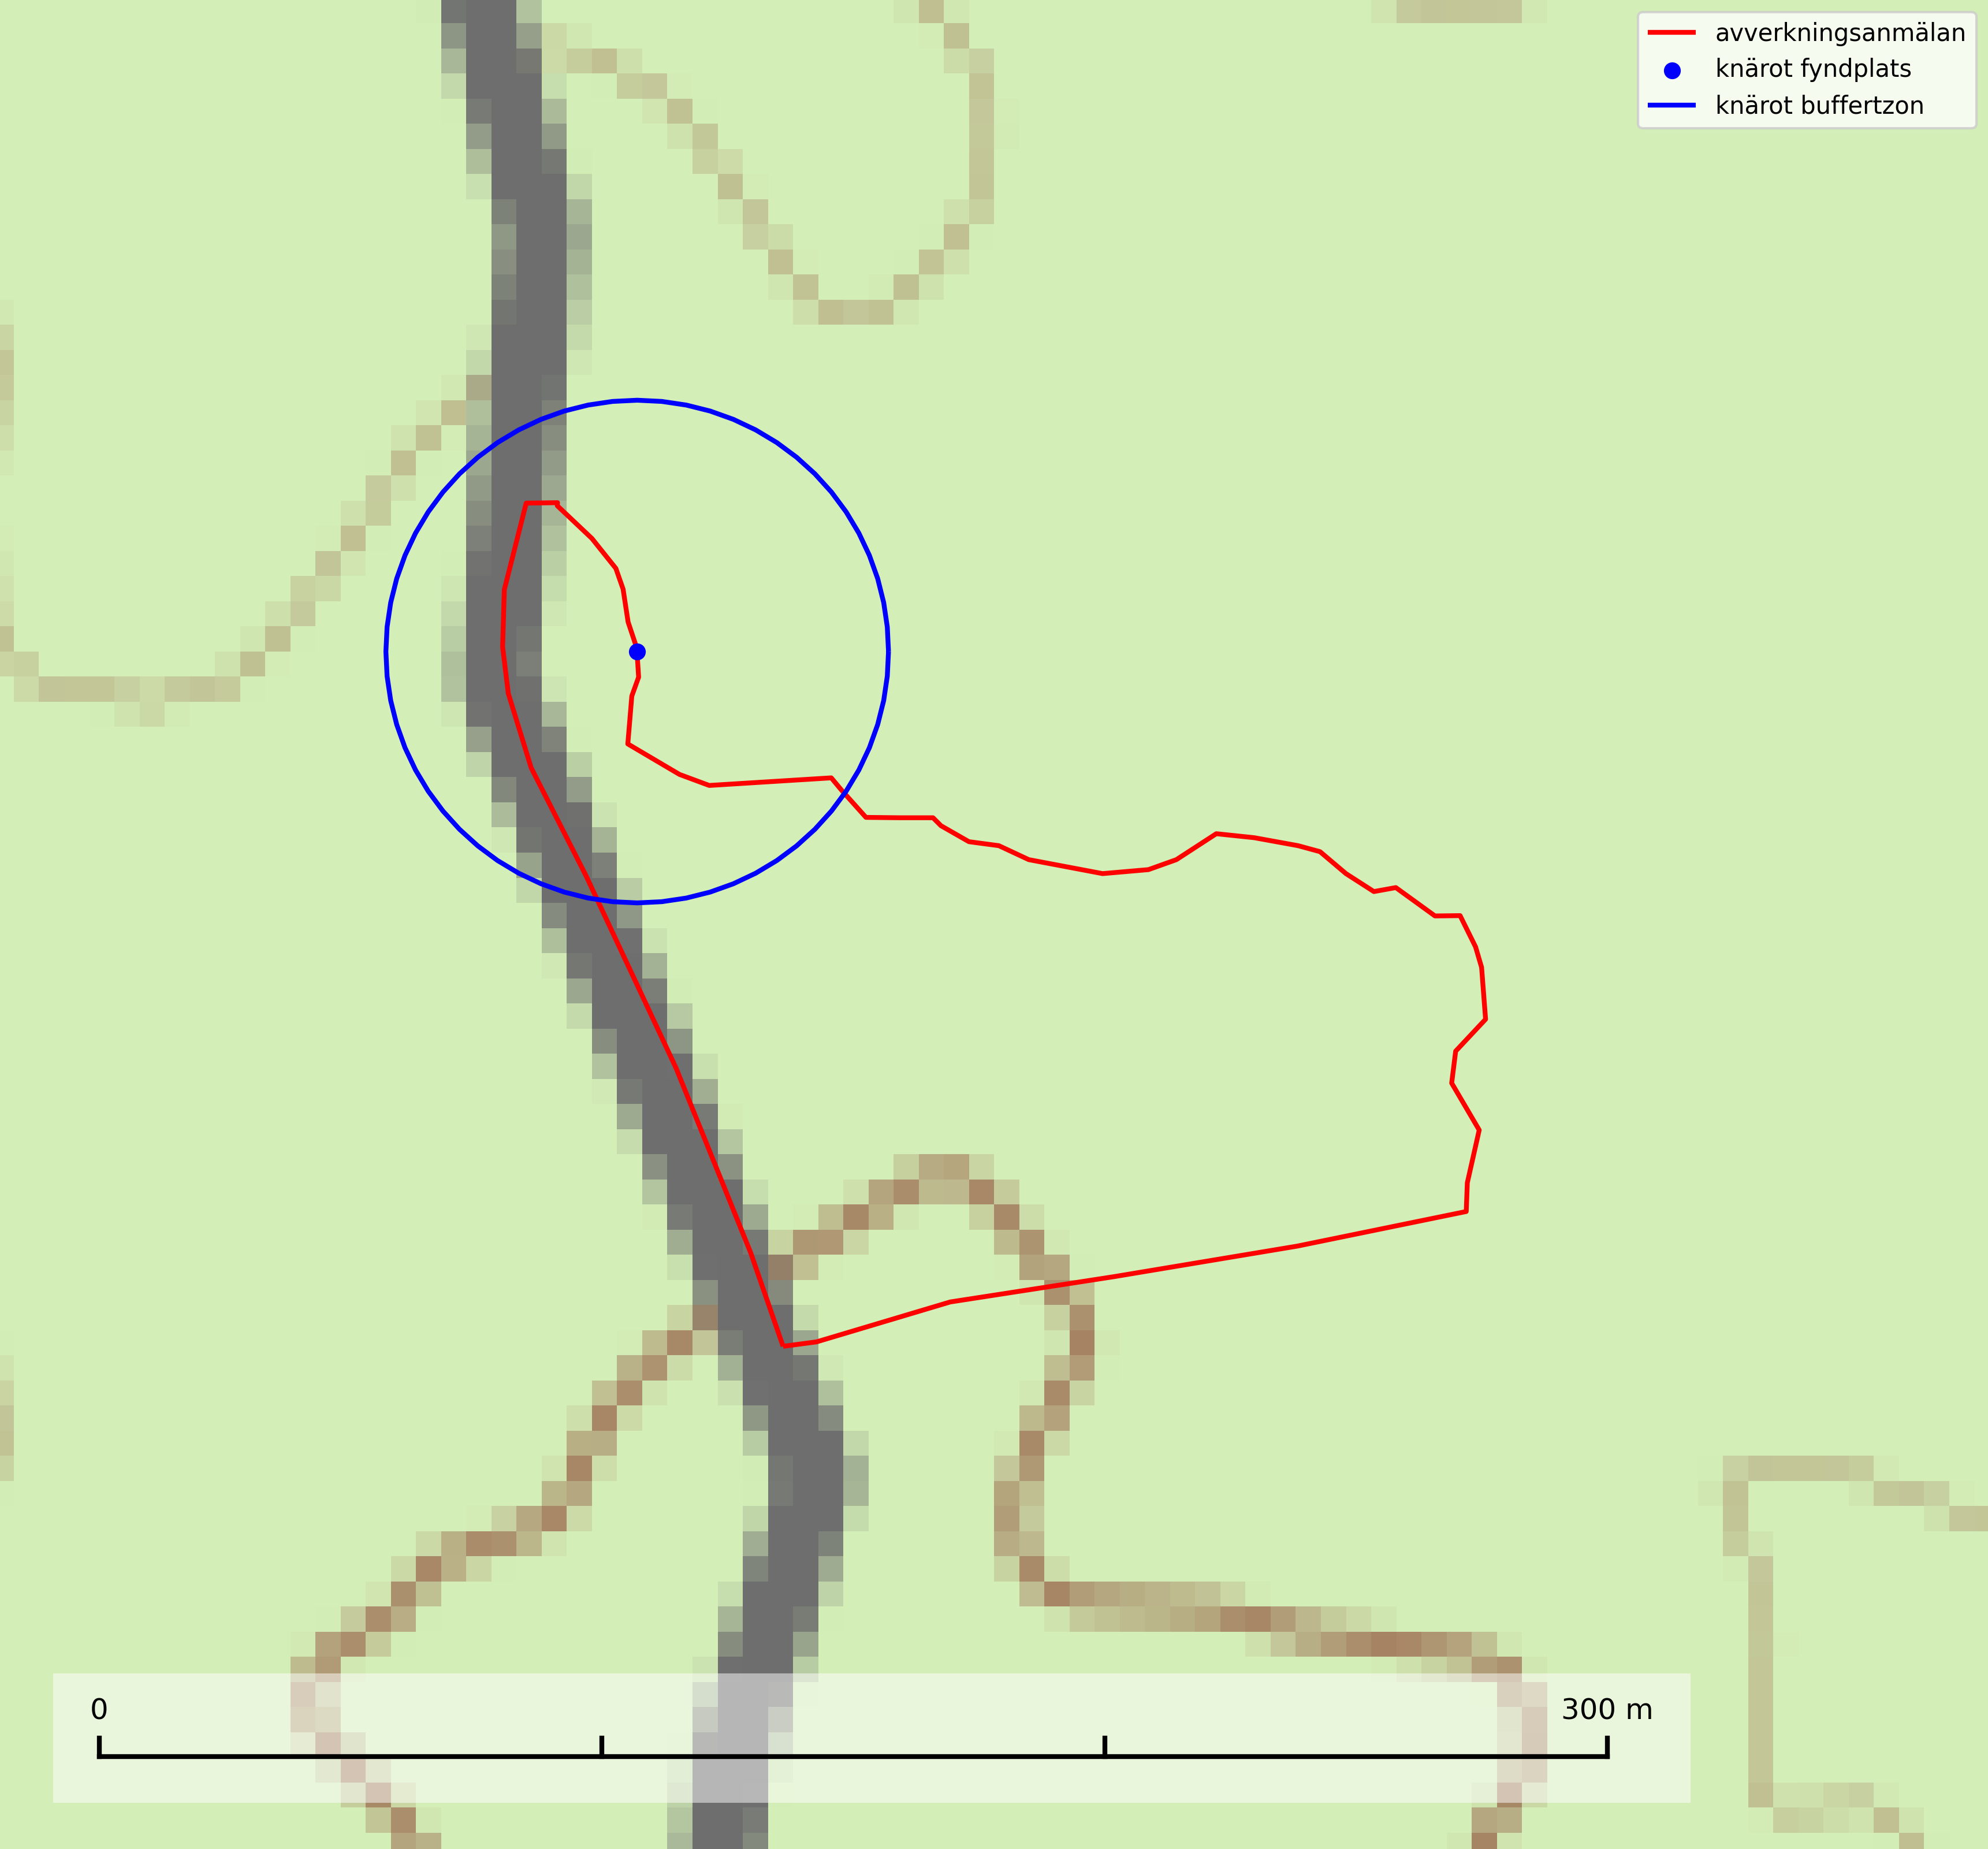 avverkningsanmälan
knärot fyndplats
knärot buffertzon
0
300 m